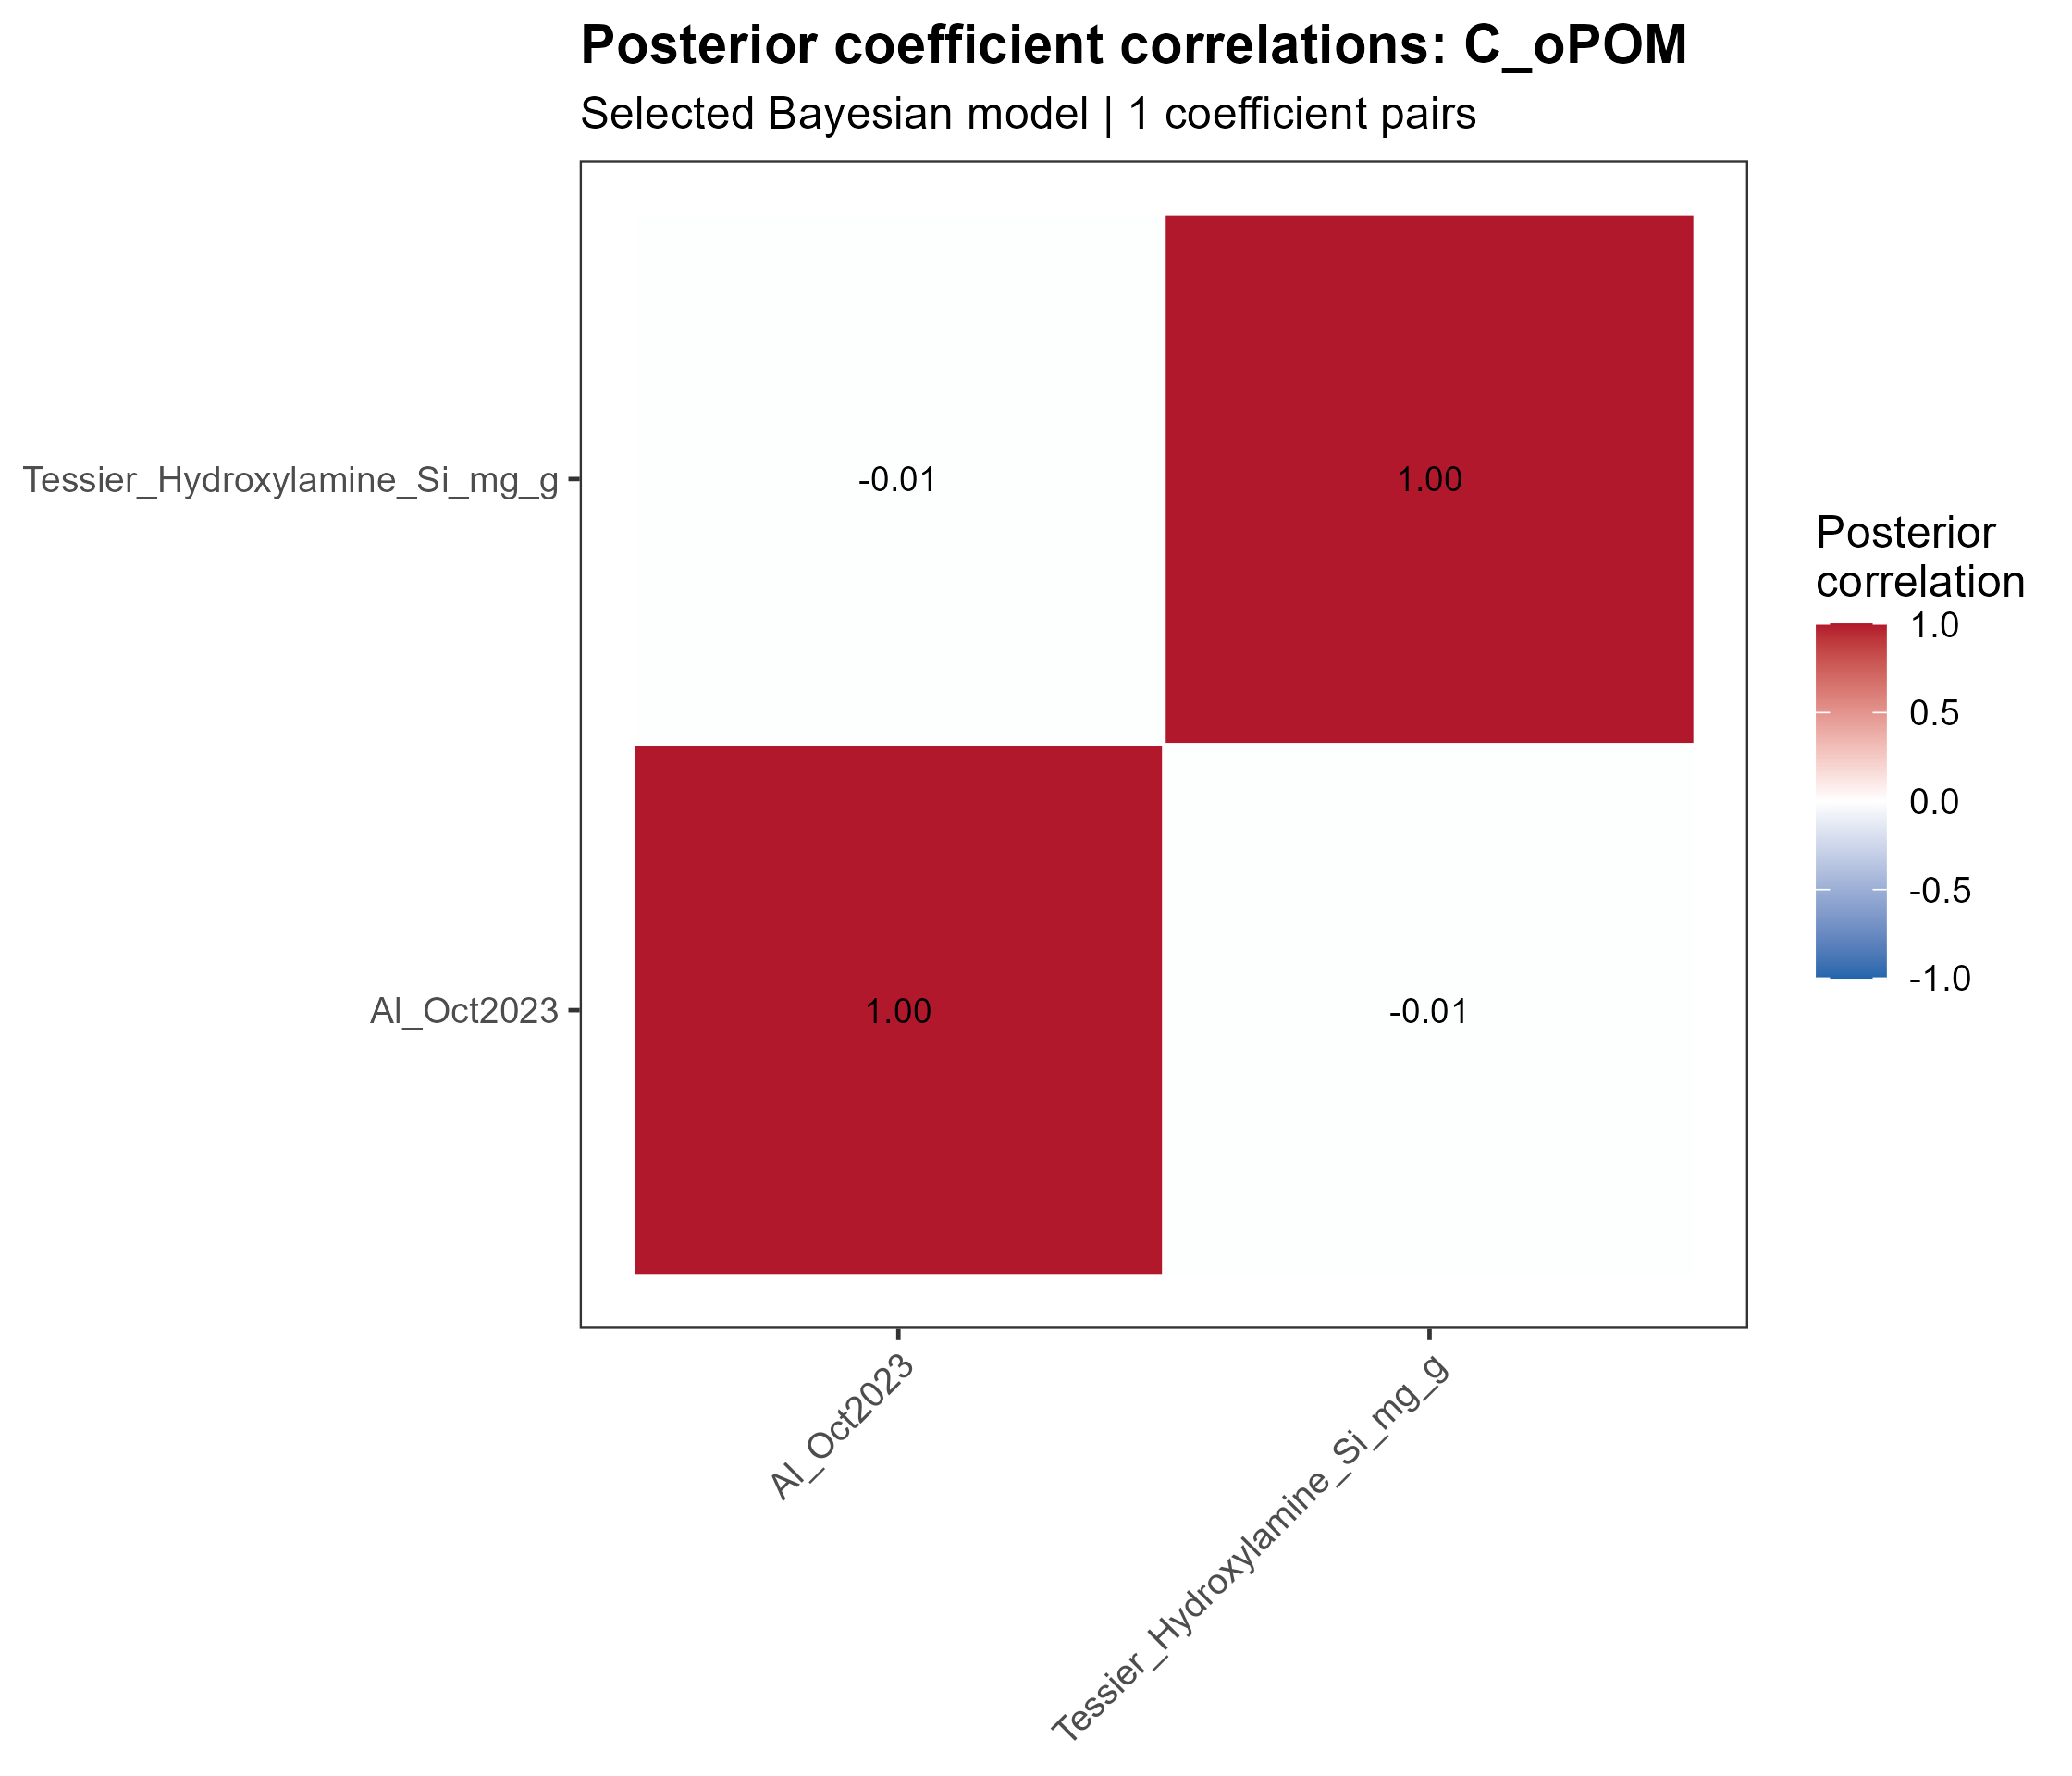 Posterior coefficient correlations: C_oPOM
Selected Bayesian model | 1 coefficient pairs
Tessier_Hydroxylamine_Si_mg_g
-0.01
1.00
Al_Oct2023
1.00
-0.01
Al_Oct2023
Tessier_Hydroxylamine_Si_mg_g
Posterior
correlation
1.0
0.5
0.0
-0.5
-1.0